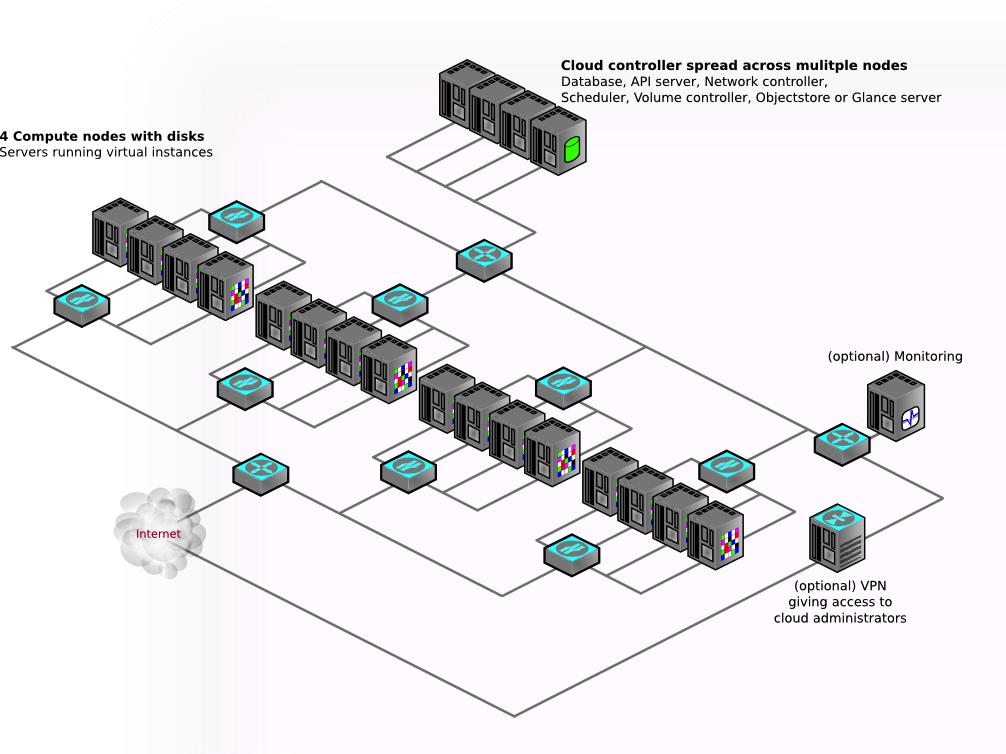 Cloud controller spread across mulitple nodes
Database, API server, Network controller,
Scheduler, Volume controller, Objectstore or Glance server
4 Compute nodes with disks
Servers running virtual instances
(optional) Monitoring
Internet
(optional) VPN
giving access to
cloud administrators